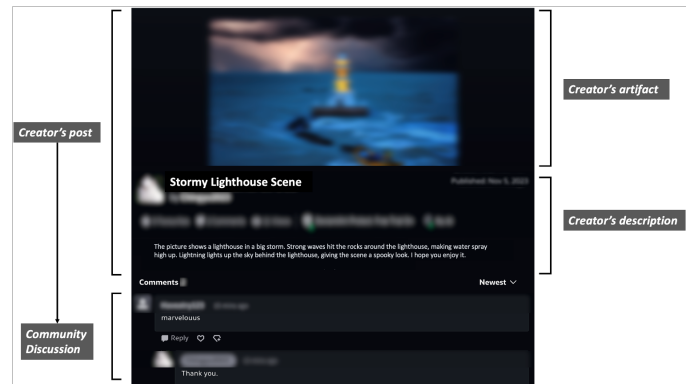 Creator's artifact
Creator's post
Stormy Lighthouse Scene
Published: Nov 5, 2023
Creator's description
The picture shows a lighthouse in a big storm. Strong waves hit the rocks around the lighthouse, making water spray
high up. Lightning lights up the sky behind the lighthouse, giving the scene a spooky look. I hope you enjoy it.
Comments
Newest
marvelouus
Reply
Community
Discussion
Thank you.